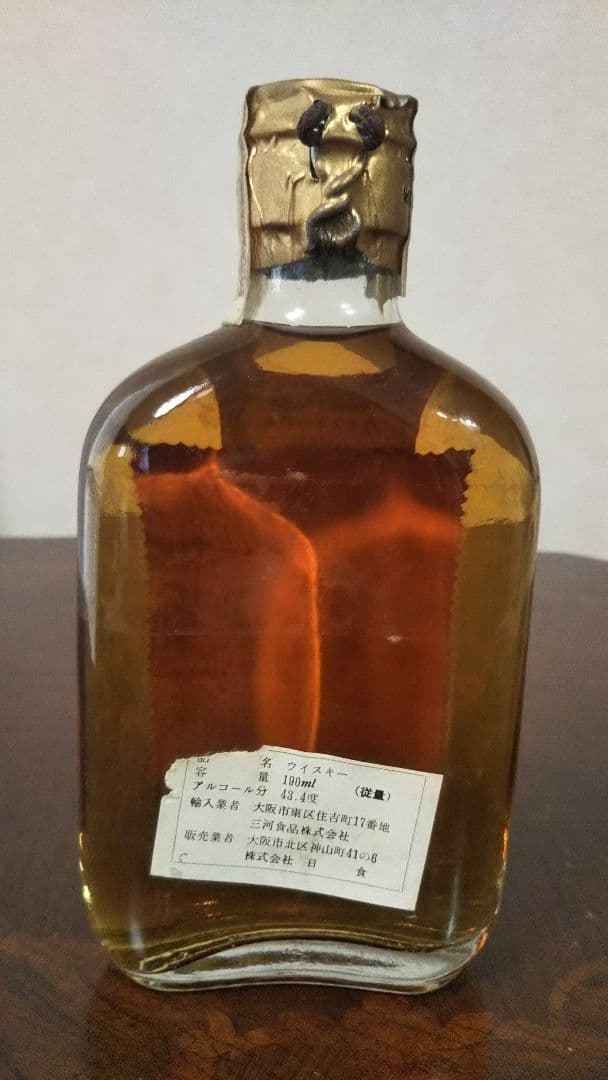 品 名 ウイスキー
容 量 190ml (従量)
アルコール分 43.4度
輸入業者 大阪市東区住吉町17番地
三河食品株式会社
販売業者 大阪市北区神山町41の6
株式会社 日 食